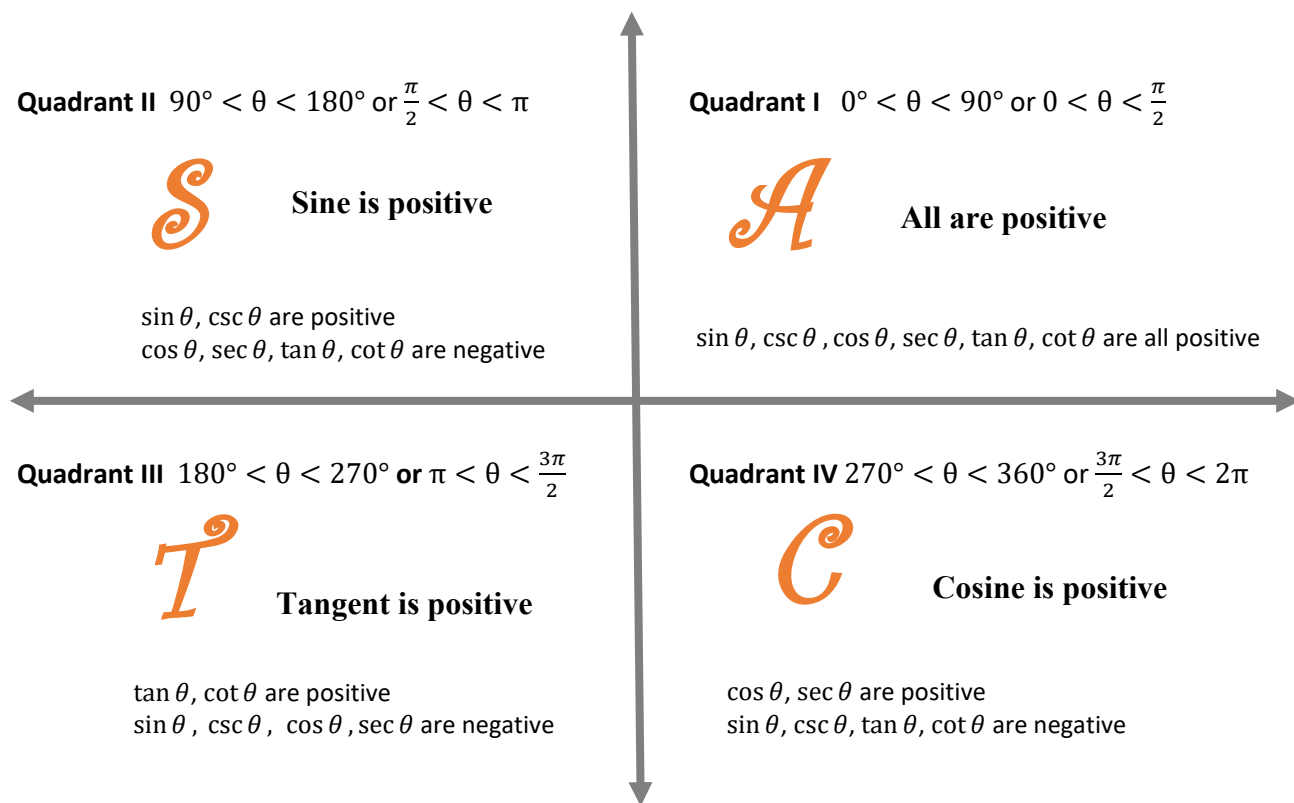 Quadrant II 90° < θ < 180° or π/2 < θ < π
S
Sine is positive
sin θ, csc θ are positive
cos θ, sec θ, tan θ, cot θ are negative
Quadrant I 0° < θ < 90° or 0 < θ < π/2
A
All are positive
sin θ, csc θ , cos θ, sec θ, tan θ, cot θ are all positive
Quadrant III 180° < θ < 270° or π < θ < 3π/2
T
Tangent is positive
tan θ, cot θ are positive
sin θ , csc θ , cos θ , sec θ are negative
Quadrant IV 270° < θ < 360° or 3π/2 < θ < 2π
C
Cosine is positive
cos θ, sec θ are positive
sin θ, csc θ, tan θ, cot θ are negative